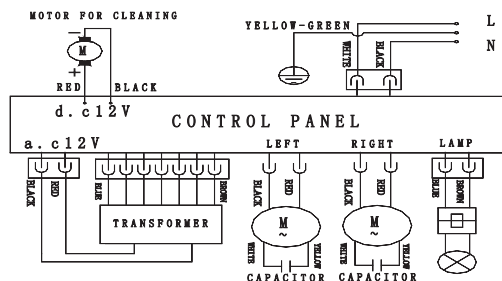 MOTOR FOR CLEANING
YELLOW-GREEN
L
N
−
M
+
RED
BLACK
WHITE
BLACK
d.c12V
CONTROL PANEL
a.c12V
LEFT
RIGHT
LAMP
BLACK
RED
BLUE
BROWN
BLACK
RED
BLACK
RED
BLUE
BROWN
TRANSFORMER
M
~
M
~
WHITE
YELLOW
WHITE
YELLOW
CAPACITOR
CAPACITOR